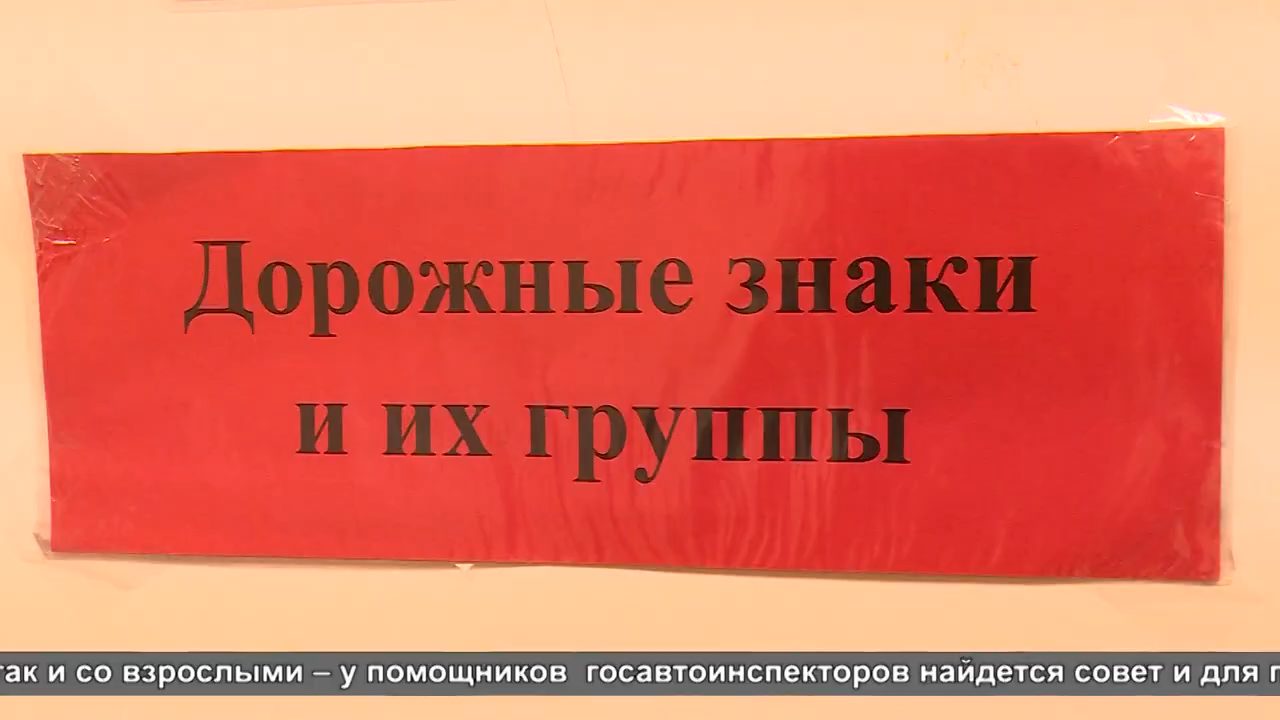 Дорожные знаки
и их группы
так и со взрослыми – у помощников госавтоинспекторов найдется совет и для